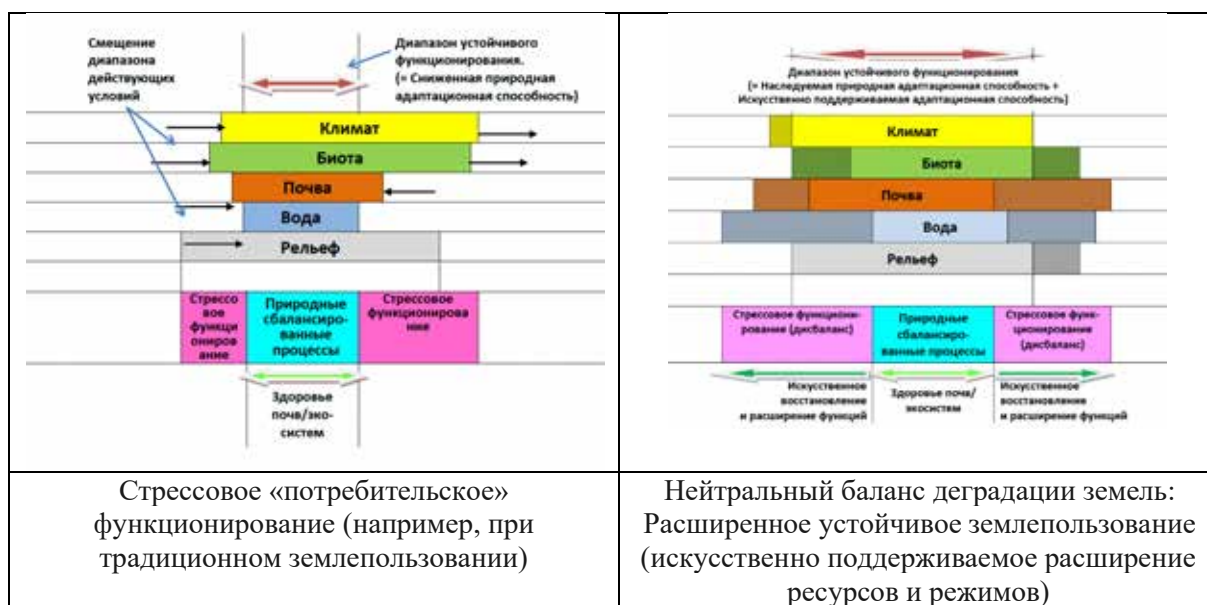 Смещение
диапазона
действующих
условий
Диапазон устойчивого
функционирования.
(= Сниженная природная
адаптационная способность)
Климат
Биота
Почва
Вода
Рельеф
Стрессо
вое
функци
онирова
ние
Природные
сбалансиро-
ванные
процессы
Стрессовое
функционирова
ние
Здоровье
почв/эко-
систем
Диапазон устойчивого функционирования
(= Наследуемая природная адаптационная способность +
Искусственно поддерживаемая адаптационная способность)
Климат
Биота
Почва
Вода
Рельеф
Стрессовое функциони-
рование (дисбаланс)
Природные
сбалансиро-
ванные процессы
Стрессовое функ-
ционирование
(дисбаланс)
Искусственное
восстановление
и расширение функций
Здоровье почв/
экосистем
Искусственное
восстановление
и расширение функций
Стрессовое «потребительское»
функционирование (например, при
традиционном землепользовании)
Нейтральный баланс деградации земель:
Расширенное устойчивое землепользование
(искусственно поддерживаемое расширение
ресурсов и режимов)